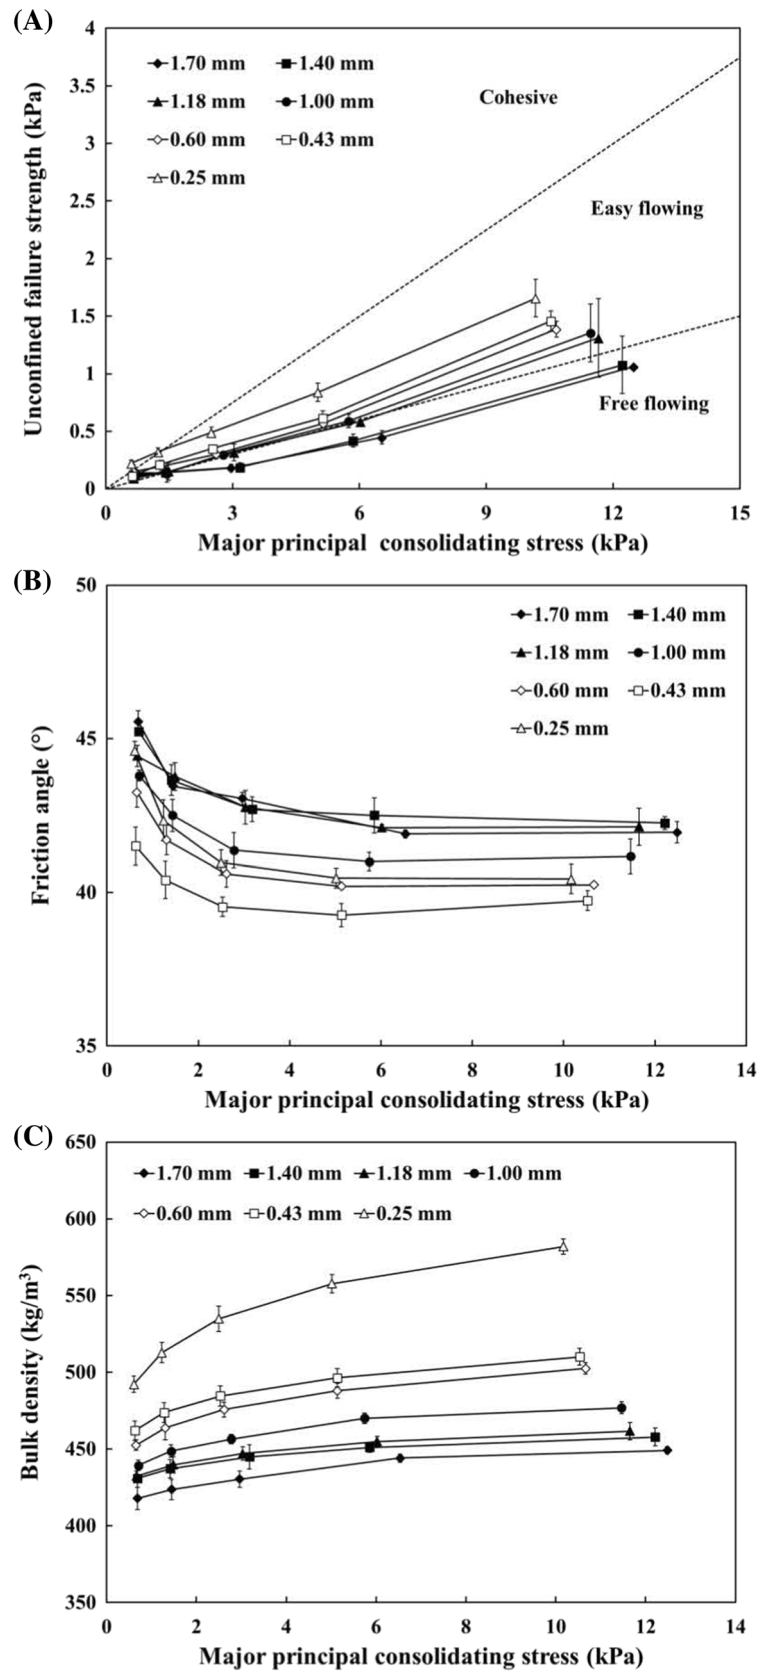 (A)
Unconfined failure strength (kPa)
4
3.5
3
2.5
2
1.5
1
0.5
0
1.70 mm 1.40 mm
1.18 mm 1.00 mm
0.60 mm 0.43 mm
0.25 mm
Cohesive
Easy flowing
Free flowing
0 3 6 9 12 15
Major principal consolidating stress (kPa)
(B)
Friction angle (°)
50
45
40
35
1.70 mm 1.40 mm
1.18 mm 1.00 mm
0.60 mm 0.43 mm
0.25 mm
0 2 4 6 8 10 12 14
Major principal consolidating stress (kPa)
(C)
Bulk density (kg/m³)
650
600
550
500
450
400
350
1.70 mm 1.40 mm 1.18 mm 1.00 mm
0.60 mm 0.43 mm 0.25 mm
0 2 4 6 8 10 12 14
Major principal consolidating stress (kPa)